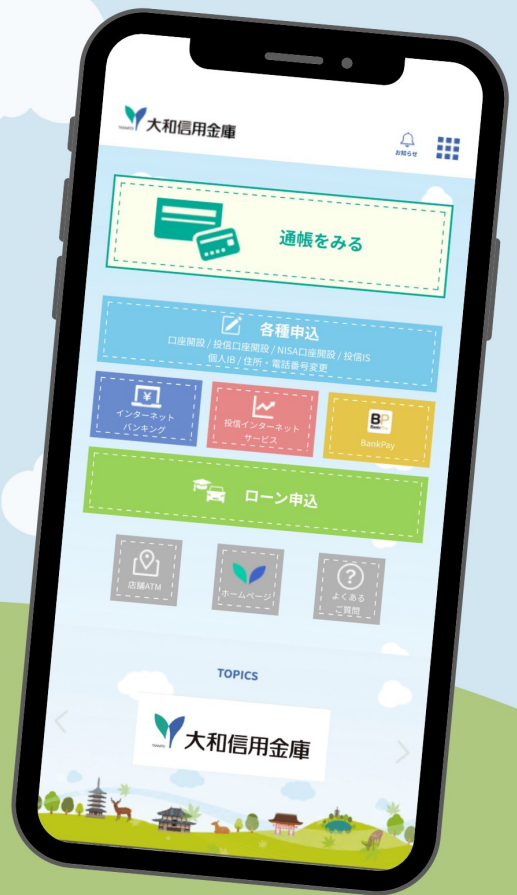 大和信用金庫
お知らせ
通帳をみる
各種申込
口座開設 / 投信口座開設 / NISA口座開設 / 投信IS
個人IB / 住所・電話番号変更
インターネット
バンキング
投信インターネット
サービス
BP
BankPay
ローン申込
店舗ATM
ホームページ
よくある
ご質問
TOPICS
大和信用金庫